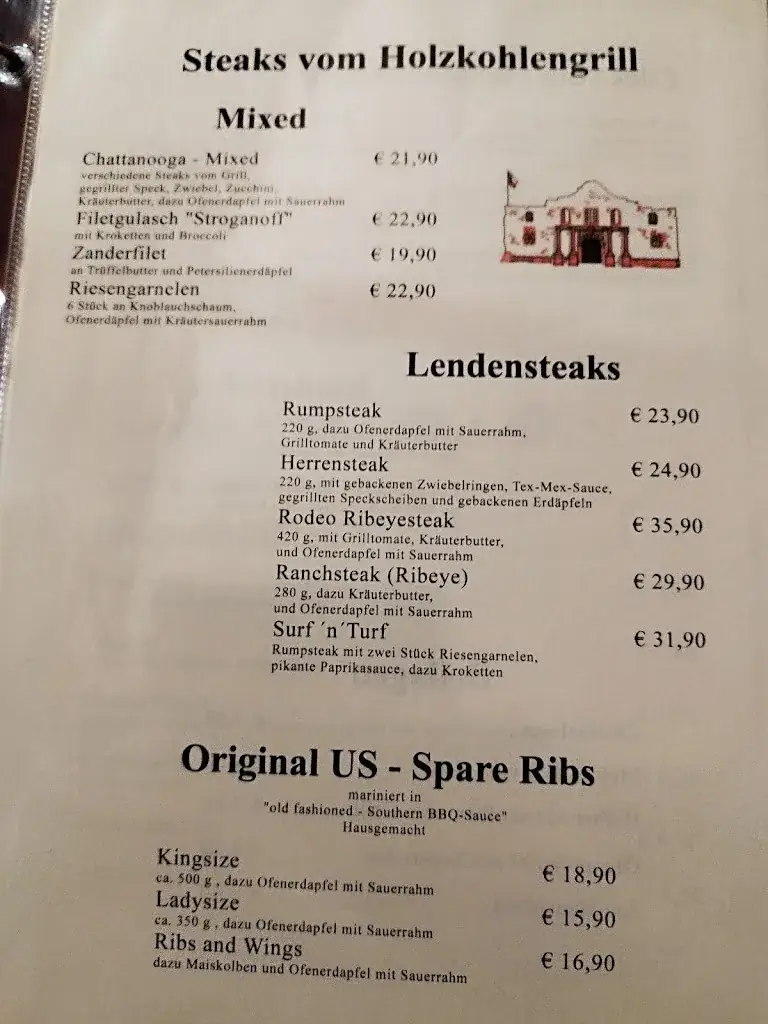 Steaks vom Holzkohlengrill
Mixed
Chattanooga - Mixed € 21,90
verschiedene Steaks vom Grill,
gegrillter Speck, Zwiebel, Zucchini,
Kräuterbutter, dazu Ofenerdapfel mit Sauerrahm
Filetgulasch "Stroganoff" € 22,90
mit Kroketten und Broccoli
Zanderfilet € 19,90
an Trüffelbutter und Petersilienerdäpfel
Riesengarnelen € 22,90
6 Stück an Knoblauchschaum,
Ofenerdäpfel mit Kräutersauerrahm
Lendensteaks
Rumpsteak € 23,90
220 g, dazu Ofenerdapfel mit Sauerrahm,
Grilltomate und Kräuterbutter
Herrensteak € 24,90
220 g, mit gebackenen Zwiebelringen, Tex-Mex-Sauce,
gegrillten Speckscheiben und gebackenen Erdäpfeln
Rodeo Ribeyesteak € 35,90
420 g, mit Grilltomate, Kräuterbutter,
und Ofenerdapfel mit Sauerrahm
Ranchsteak (Ribeye) € 29,90
280 g, dazu Kräuterbutter,
und Ofenerdapfel mit Sauerrahm
Surf ´n´Turf € 31,90
Rumpsteak mit zwei Stück Riesengarnelen,
pikante Paprikasauce, dazu Kroketten
Original US - Spare Ribs
mariniert in
"old fashioned - Southern BBQ-Sauce"
Hausgemacht
Kingsize € 18,90
ca. 500 g , dazu Ofenerdapfel mit Sauerrahm
Ladysize € 15,90
ca. 350 g , dazu Ofenerdapfel mit Sauerrahm
Ribs and Wings € 16,90
dazu Maiskolben und Ofenerdapfel mit Sauerrahm